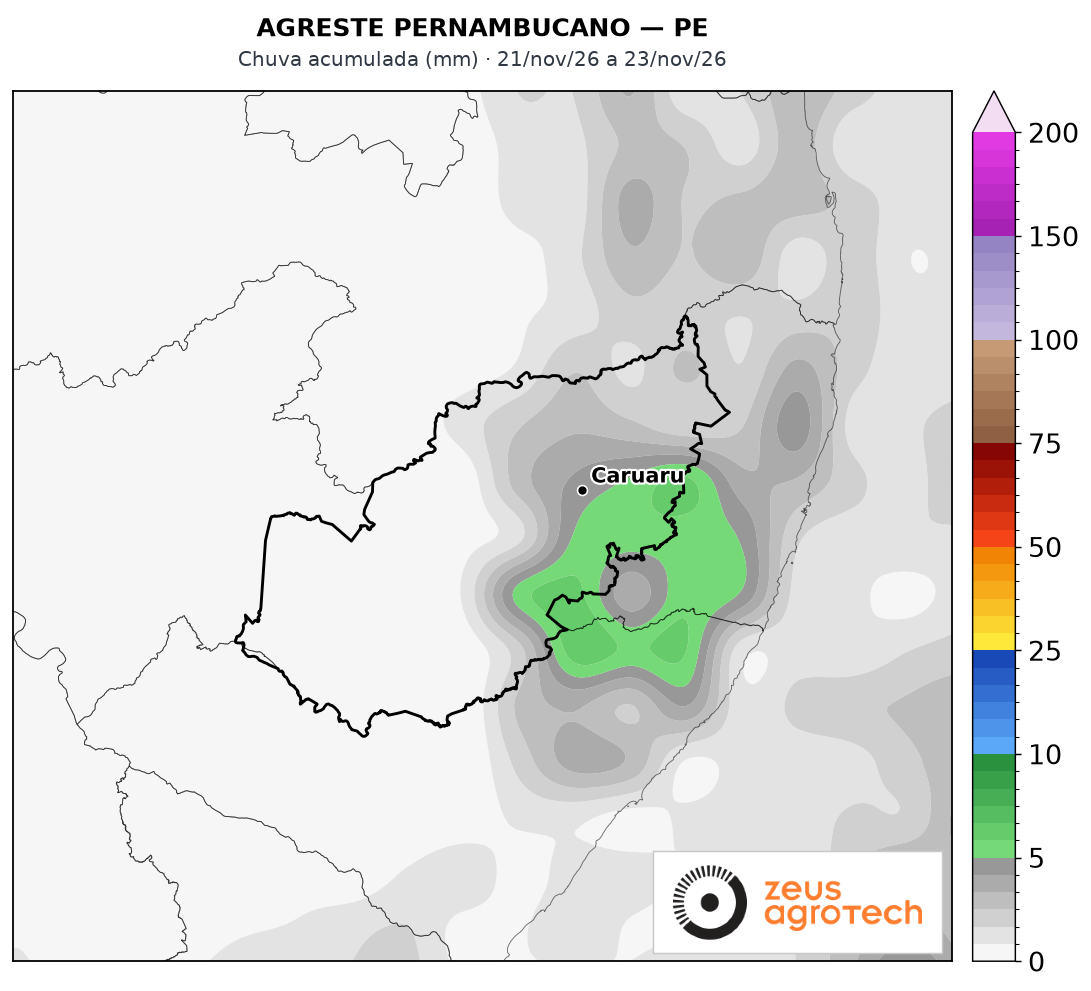 AGRESTE PERNAMBUCANO — PE
Chuva acumulada (mm) · 21/nov/26 a 23/nov/26
Caruaru
200
150
100
75
50
25
10
5
0
zeus
agrotech